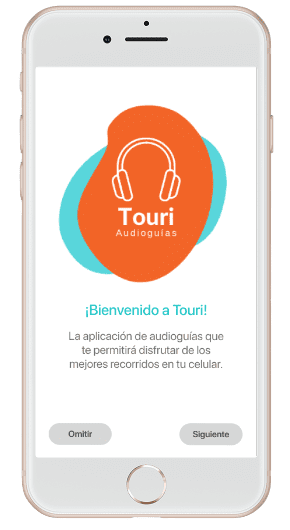 Touri
Audioguías
¡Bienvenido a Touri!
La aplicación de audioguías que
te permitirá disfrutar de los
mejores recorridos en tu celular.
Omitir
Siguiente